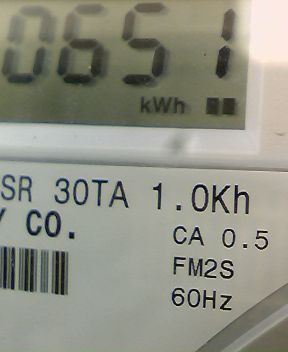 0651
kWh
SR 30TA 1.0Kh
Y CO.
CA 0.5
FM2S
60Hz